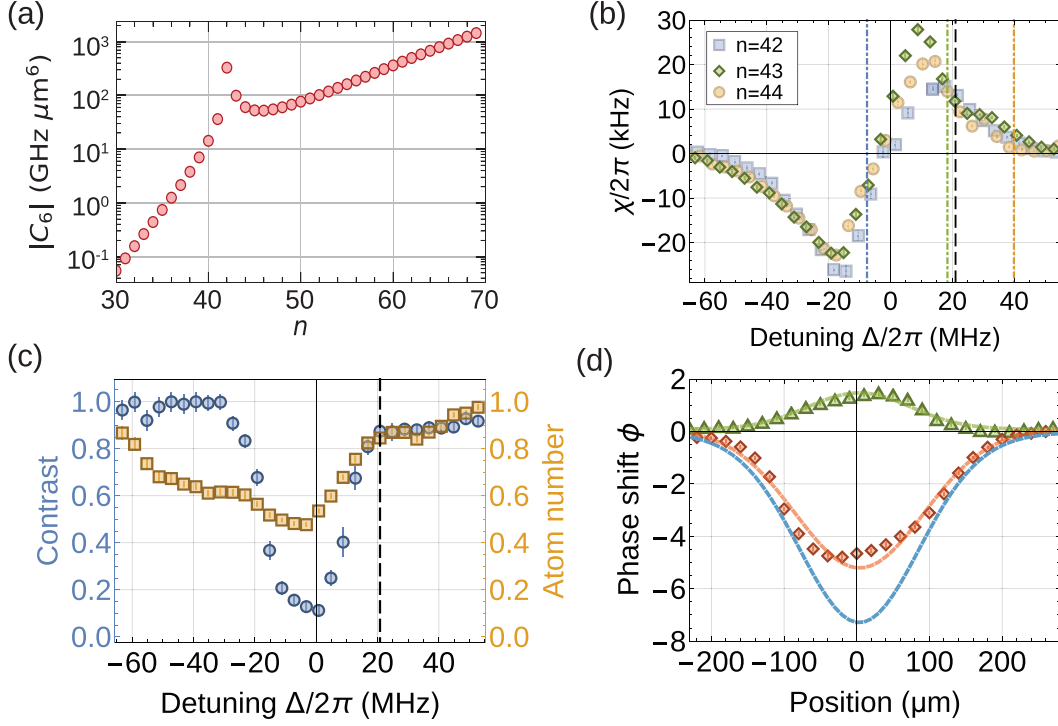 (a)
|C₆| (GHz μm⁶)
10³
10²
10¹
10⁰
10⁻¹
30 40 50 60 70
n
(b)
χ/2π (kHz)
30
20
10
0
−10
−20
n=42
n=43
n=44
−60 −40 −20 0 20 40
Detuning Δ/2π (MHz)
(c)
Contrast
1.0
0.8
0.6
0.4
0.2
0.0
Atom number
1.0
0.8
0.6
0.4
0.2
0.0
−60 −40 −20 0 20 40
Detuning Δ/2π (MHz)
(d)
Phase shift ϕ
2
0
−2
−4
−6
−8
−200 −100 0 100 200
Position (μm)